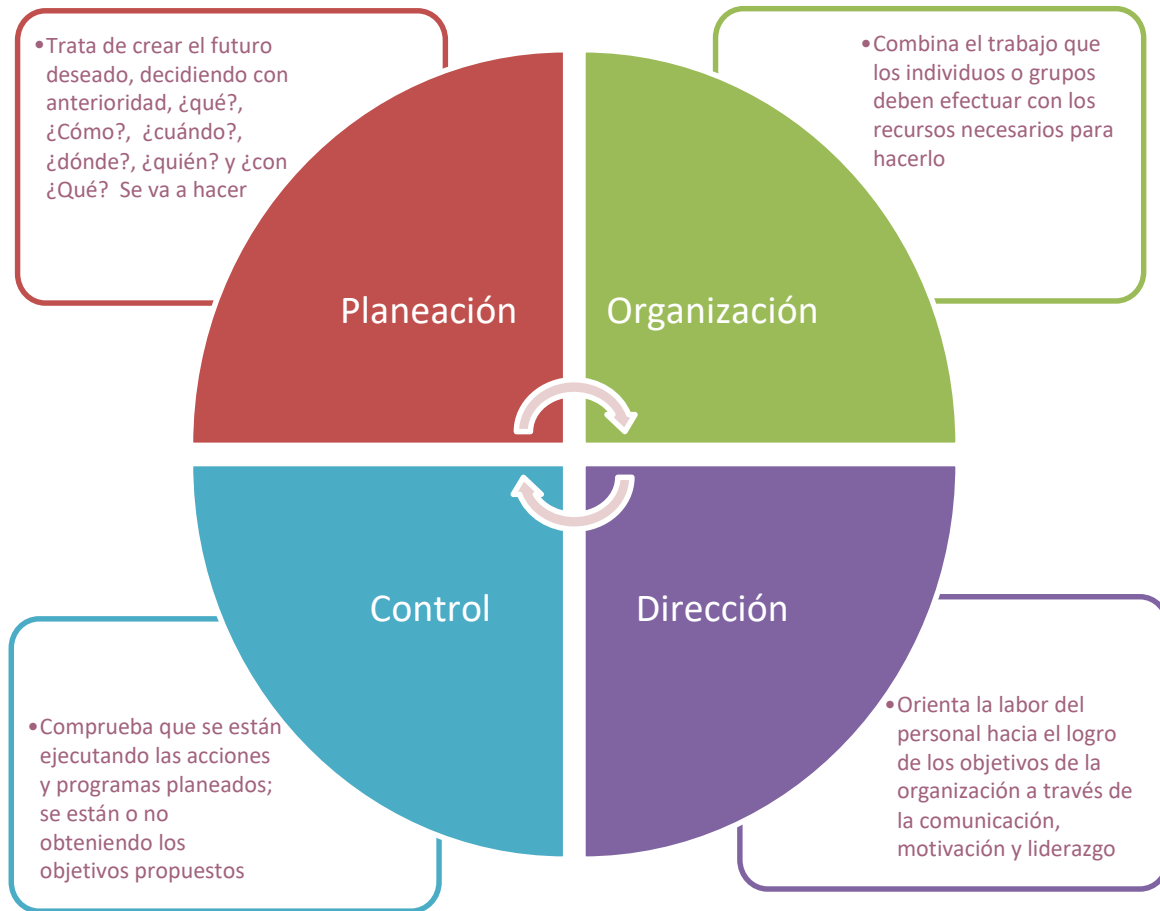 •Trata de crear el futuro
deseado, decidiendo con
anterioridad, ¿qué?,
¿Cómo?, ¿cuándo?,
¿dónde?, ¿quién? y ¿con
¿Qué? Se va a hacer
•Combina el trabajo que
los individuos o grupos
deben efectuar con los
recursos necesarios para
hacerlo
Planeación
Organización
Control
Dirección
•Comprueba que se están
ejecutando las acciones
y programas planeados;
se están o no
obteniendo los
objetivos propuestos
•Orienta la labor del
personal hacia el logro
de los objetivos de la
organización a través de
la comunicación,
motivación y liderazgo